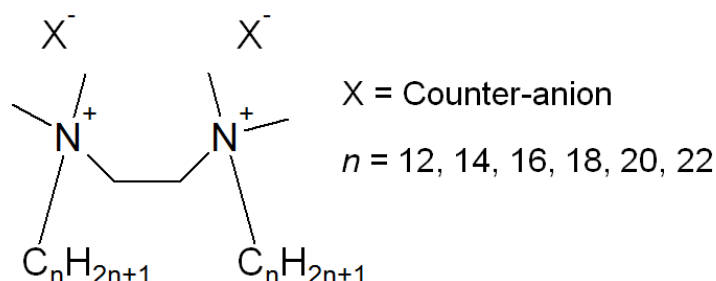 X⁻ X⁻
N⁺ N⁺
X = Counter-anion
n = 12, 14, 16, 18, 20, 22
CₙH₂ₙ₊₁ CₙH₂ₙ₊₁